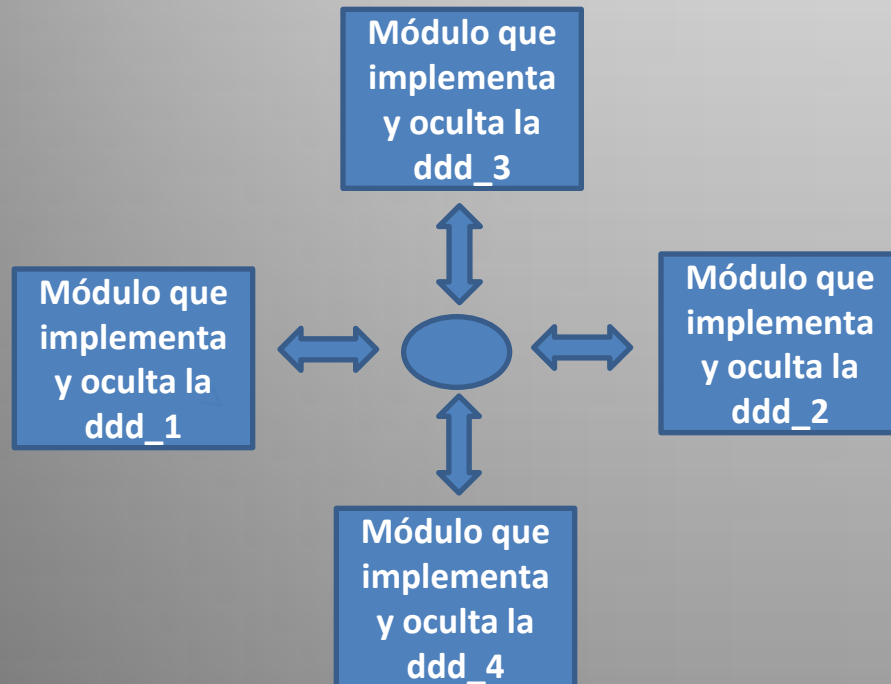 Módulo que
implementa
y oculta la
ddd_3
Módulo que
implementa
y oculta la
ddd_1
Módulo que
implementa
y oculta la
ddd_2
Módulo que
implementa
y oculta la
ddd_4